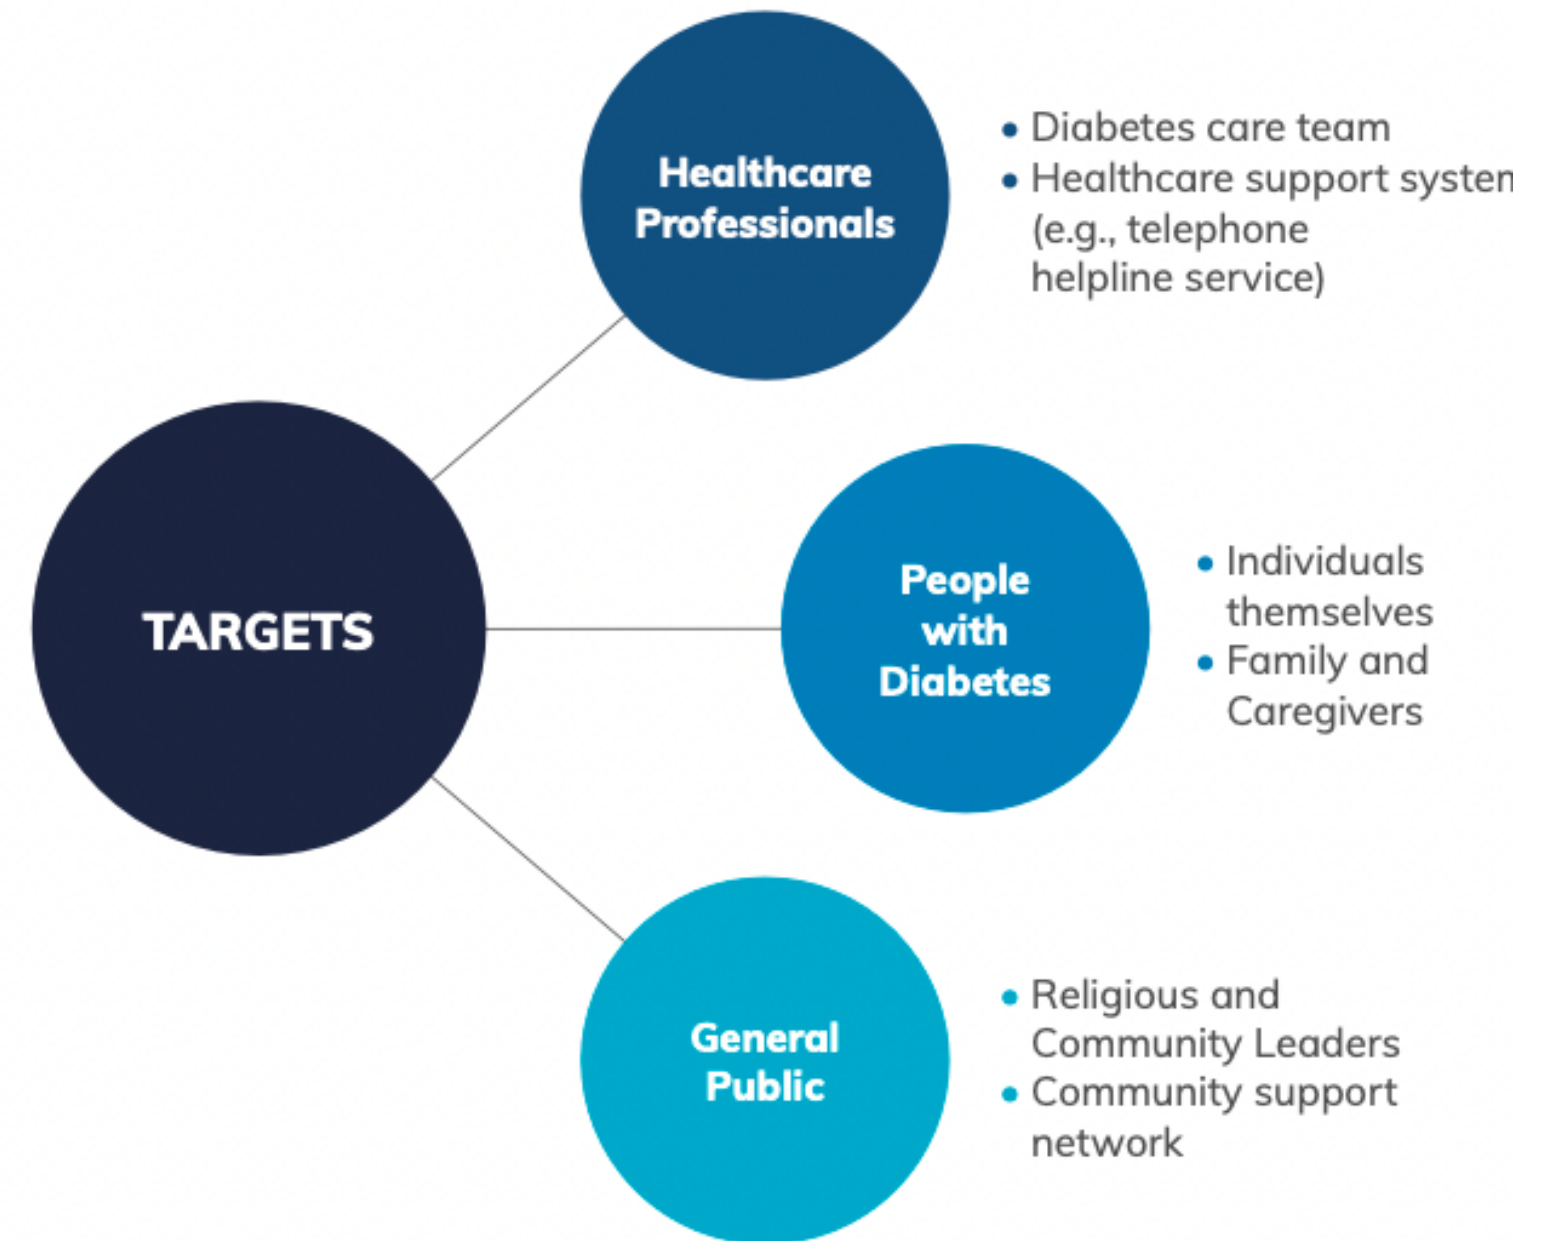 Healthcare
Professionals
• Diabetes care team
• Healthcare support system
(e.g., telephone
helpline service)
TARGETS
People
with
Diabetes
• Individuals
themselves
• Family and
Caregivers
General
Public
• Religious and
Community Leaders
• Community support
network